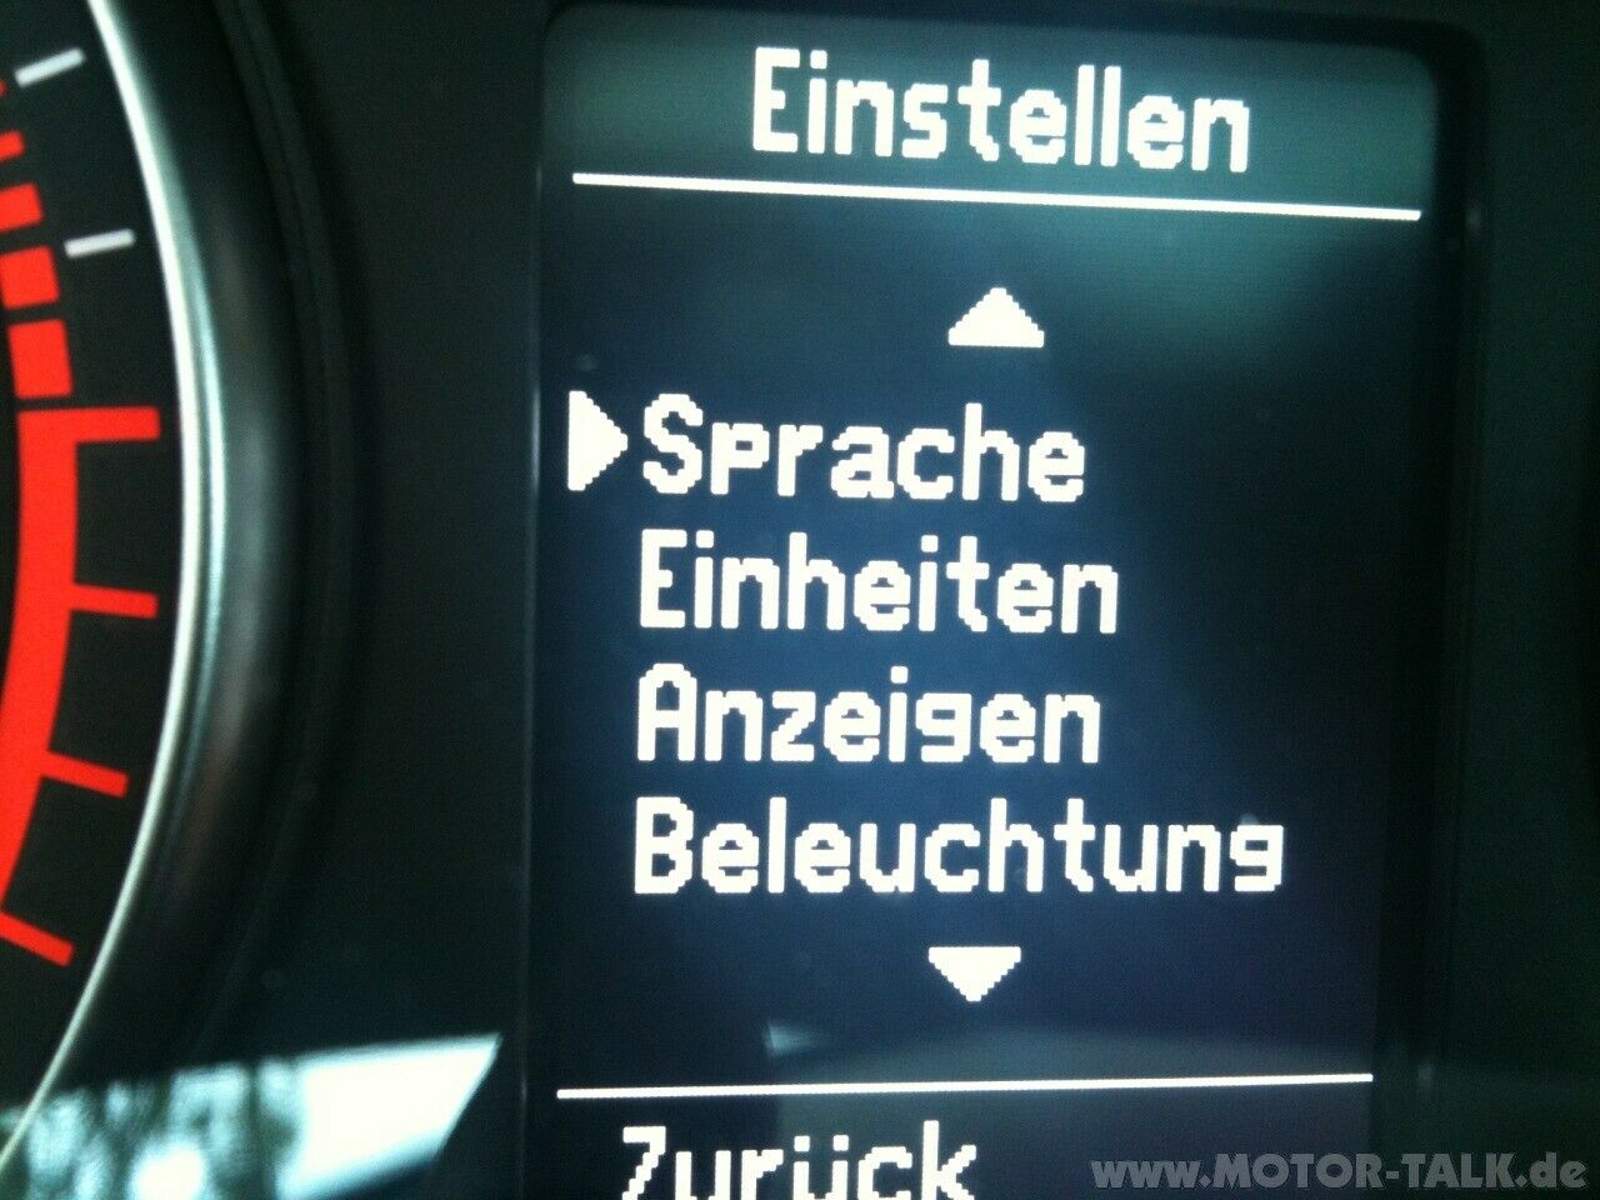 Einstellen
Sprache
Einheiten
Anzeigen
Beleuchtung
Zurück
www.MOTOR-TALK.de